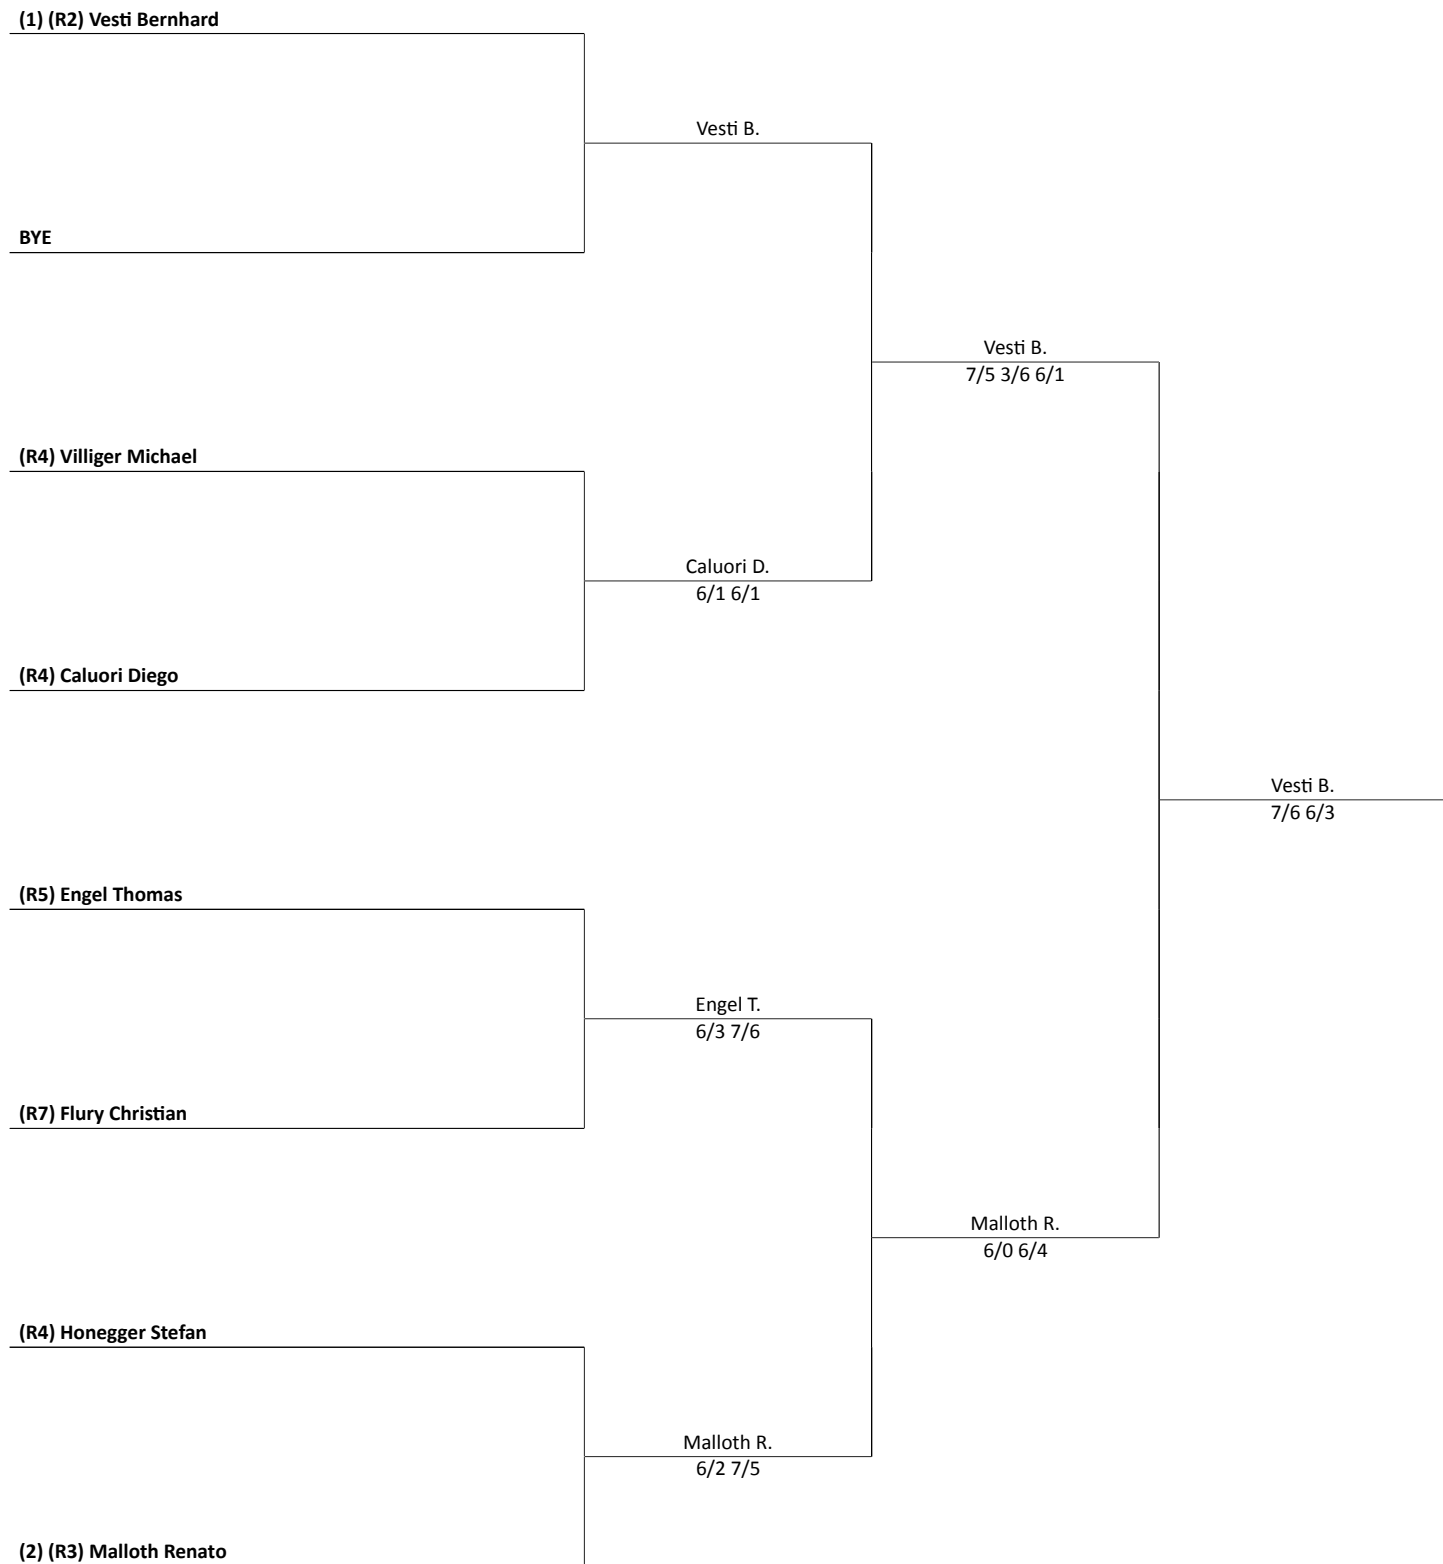 (1) (R2) Vesti Bernhard
Vesti B.
BYE
Vesti B.
7/5 3/6 6/1
(R4) Villiger Michael
Caluori D.
6/1 6/1
(R4) Caluori Diego
Vesti B.
7/6 6/3
(R5) Engel Thomas
Engel T.
6/3 7/6
(R7) Flury Christian
Malloth R.
6/0 6/4
(R4) Honegger Stefan
Malloth R.
6/2 7/5
(2) (R3) Malloth Renato